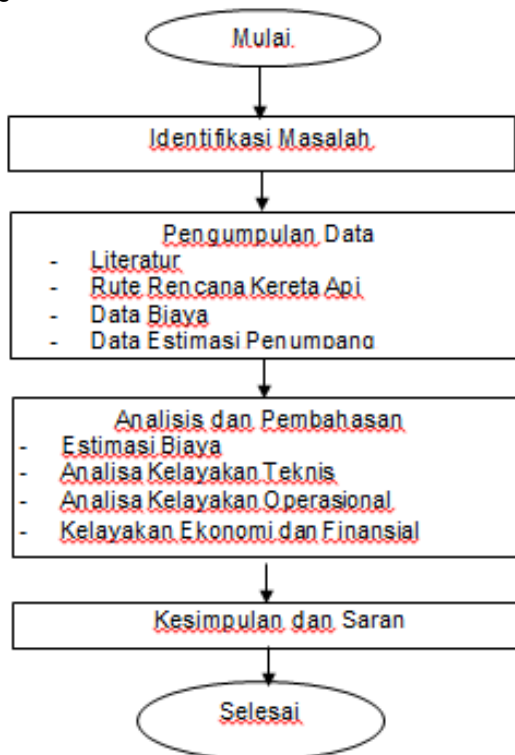 Mulai
Identifikasi Masalah
Pengumpulan Data
- Literatur
- Rute Rencana Kereta Api
- Data Biaya
- Data Estimasi Penumpang
Analisis dan Pembahasan
- Estimasi Biaya
- Analisa Kelayakan Teknis
- Analisa Kelayakan Operasional
- Kelayakan Ekonomi dan Finansial
Kesimpulan dan Saran
Selesai